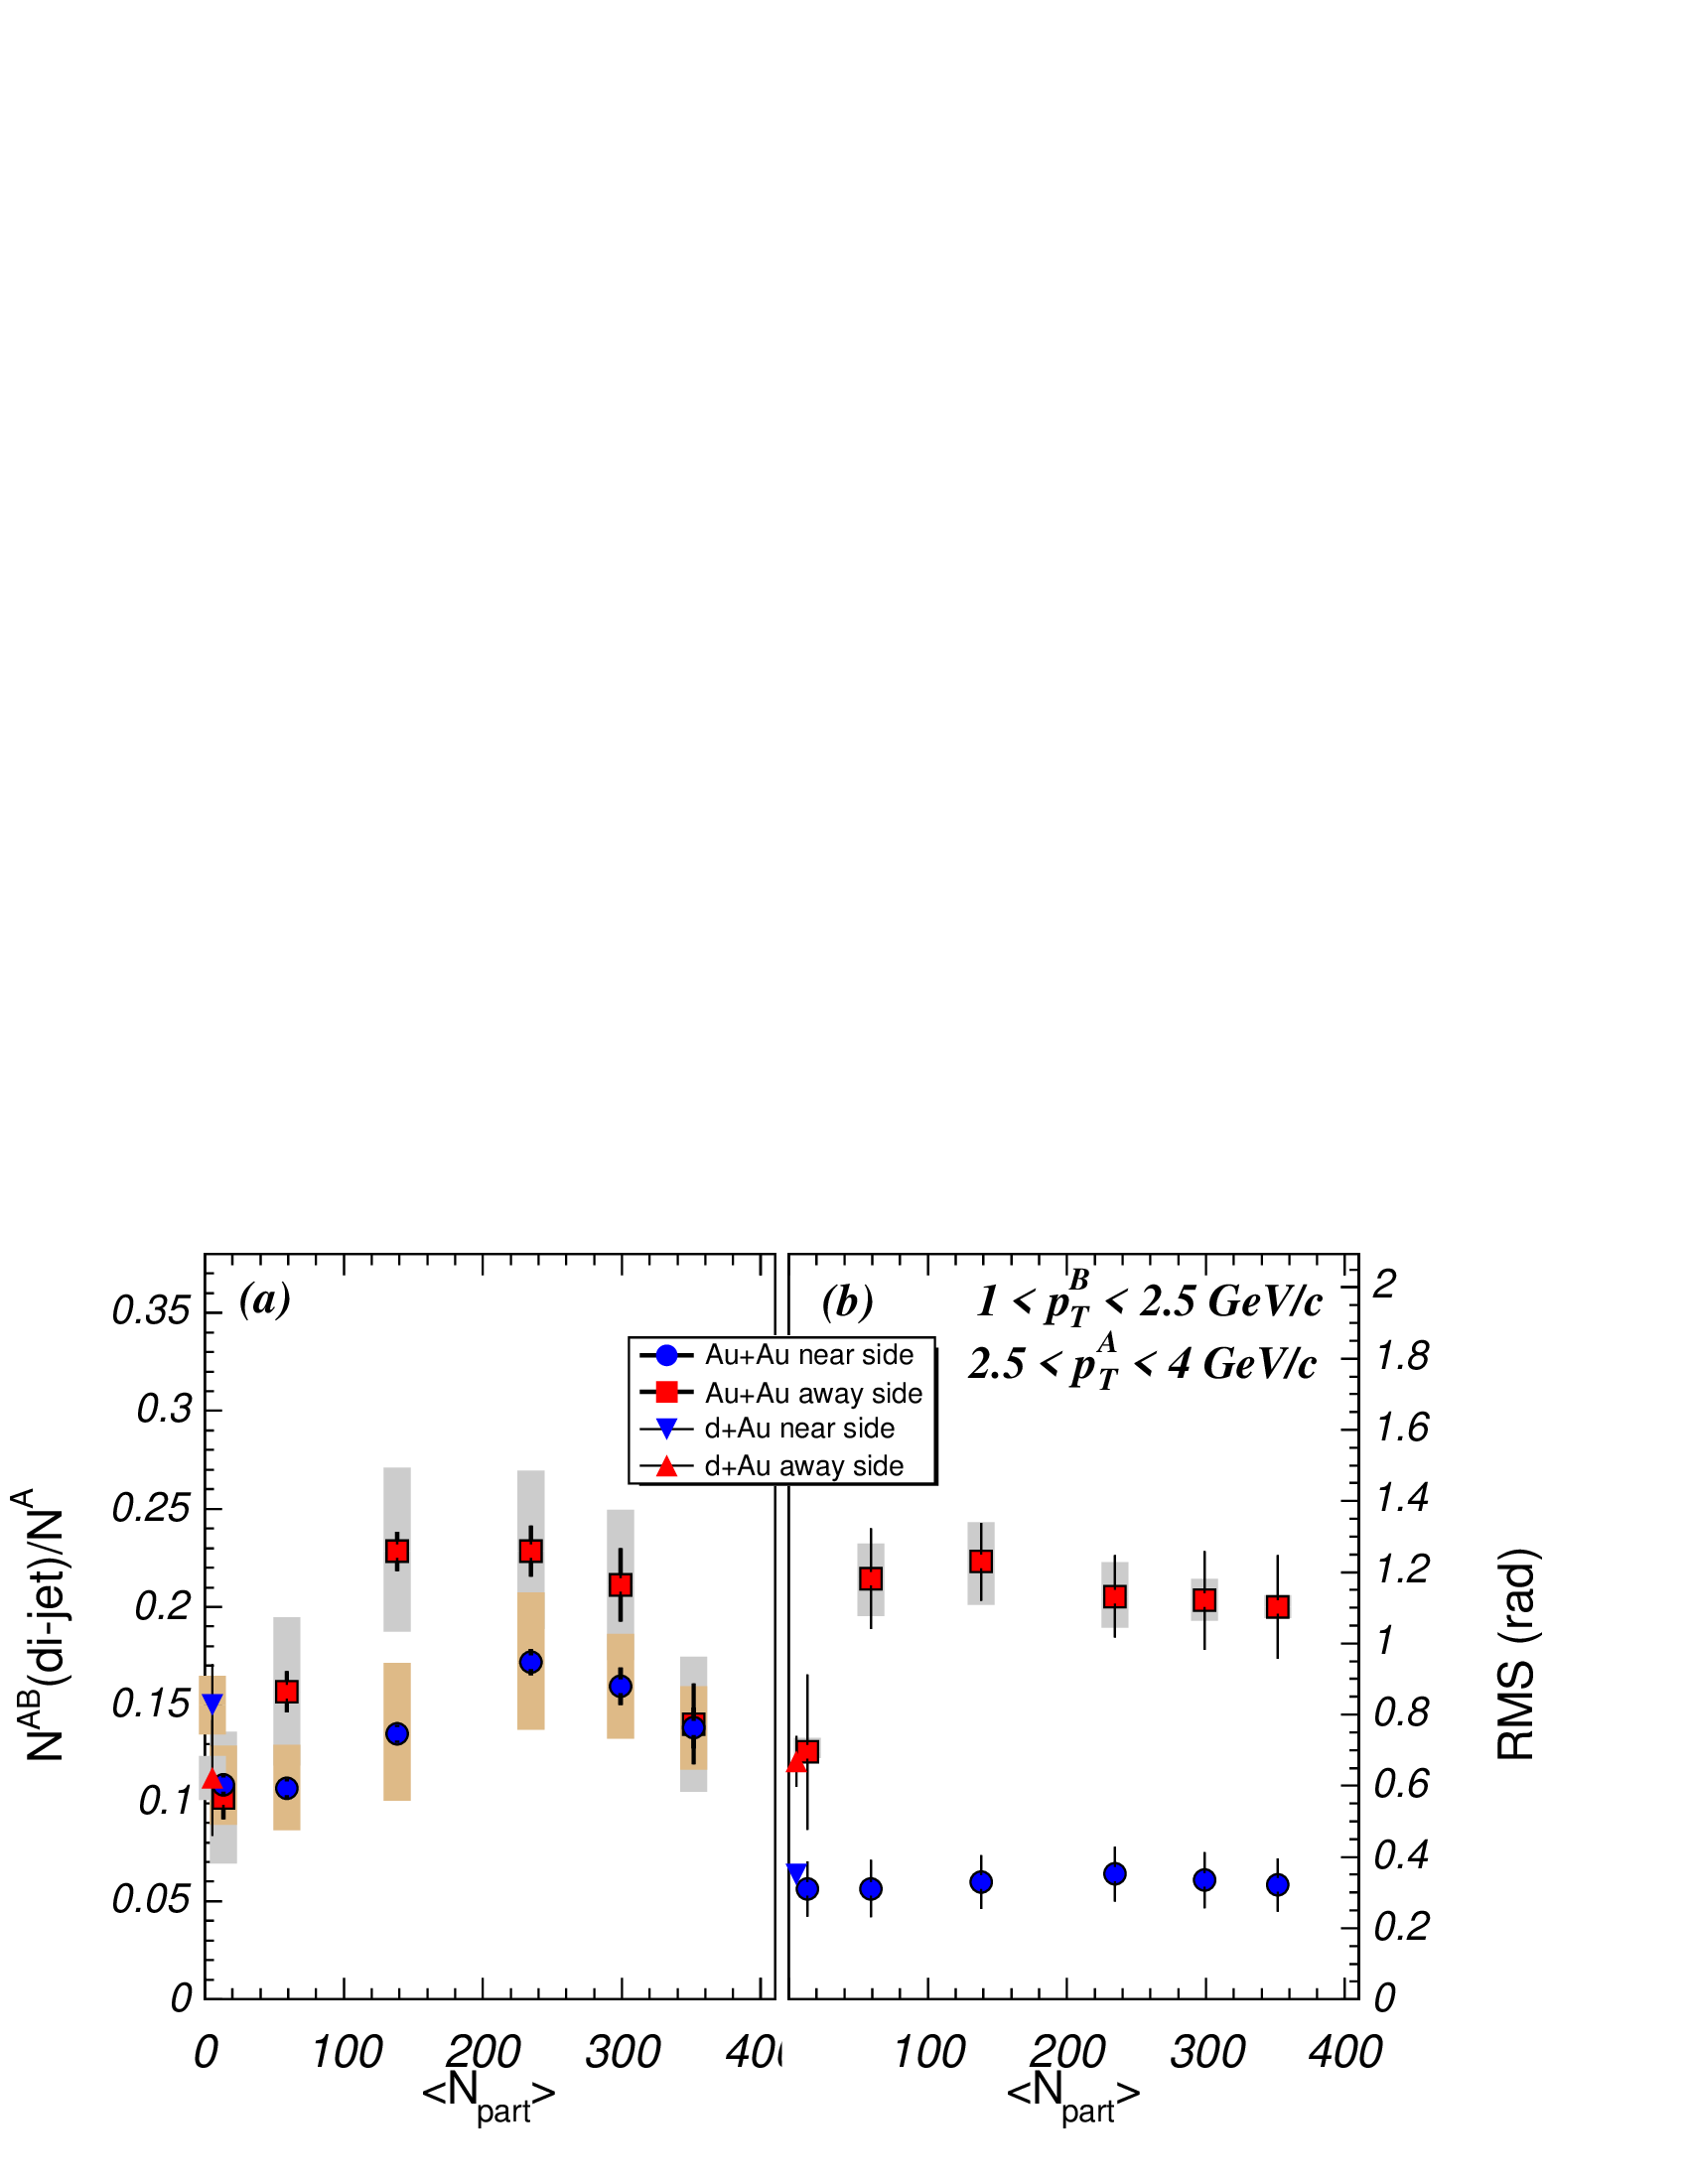 (a)
0.35
0.3
0.25
0.2
0.15
0.1
0.05
0
N^AB(di-jet)/N^A
0 100 200 300 40
<N_part>
Au+Au near side
Au+Au away side
d+Au near side
d+Au away side
(b)
1 < p_T^B < 2.5 GeV/c
2.5 < p_T^A < 4 GeV/c
2
1.8
1.6
1.4
1.2
1
0.8
0.6
0.4
0.2
0
RMS (rad)
100 200 300 400
<N_part>